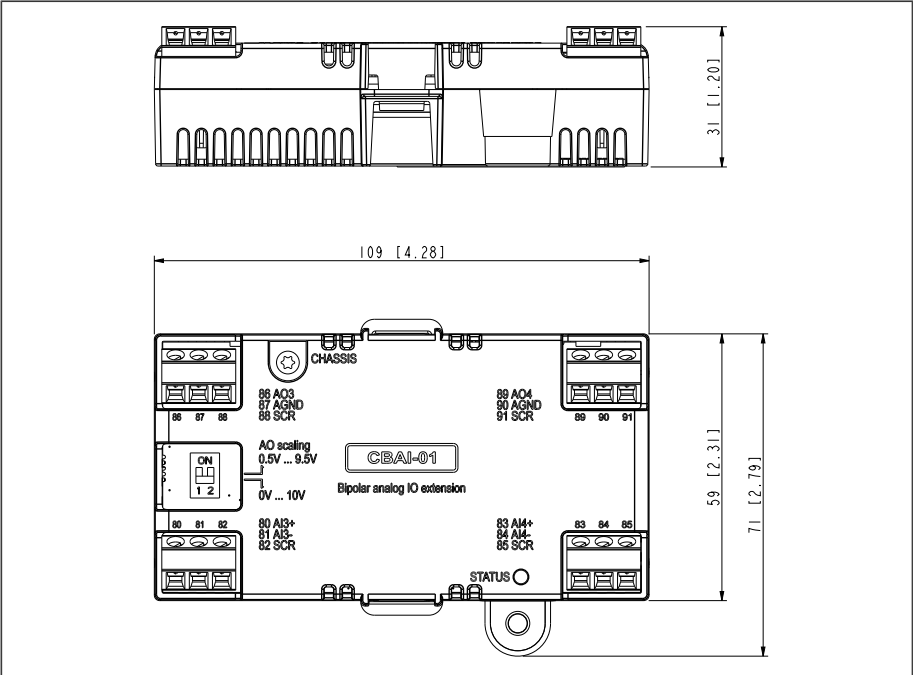 31 [1.20]
109 [4.28]
CHASSIS
86 AO3
87 AGND
88 SCR
89 AO4
90 AGND
91 SCR
86 87 88
89 90 91
AO scaling
0.5V ... 9.5V
ON
1 2
0V ... 10V
CBAI-01
Bipolar analog IO extension
59 [2.31]
71 [2.79]
80 81 82
80 AI3+
81 AI3-
82 SCR
83 AI4+
84 AI4-
85 SCR
83 84 85
STATUS